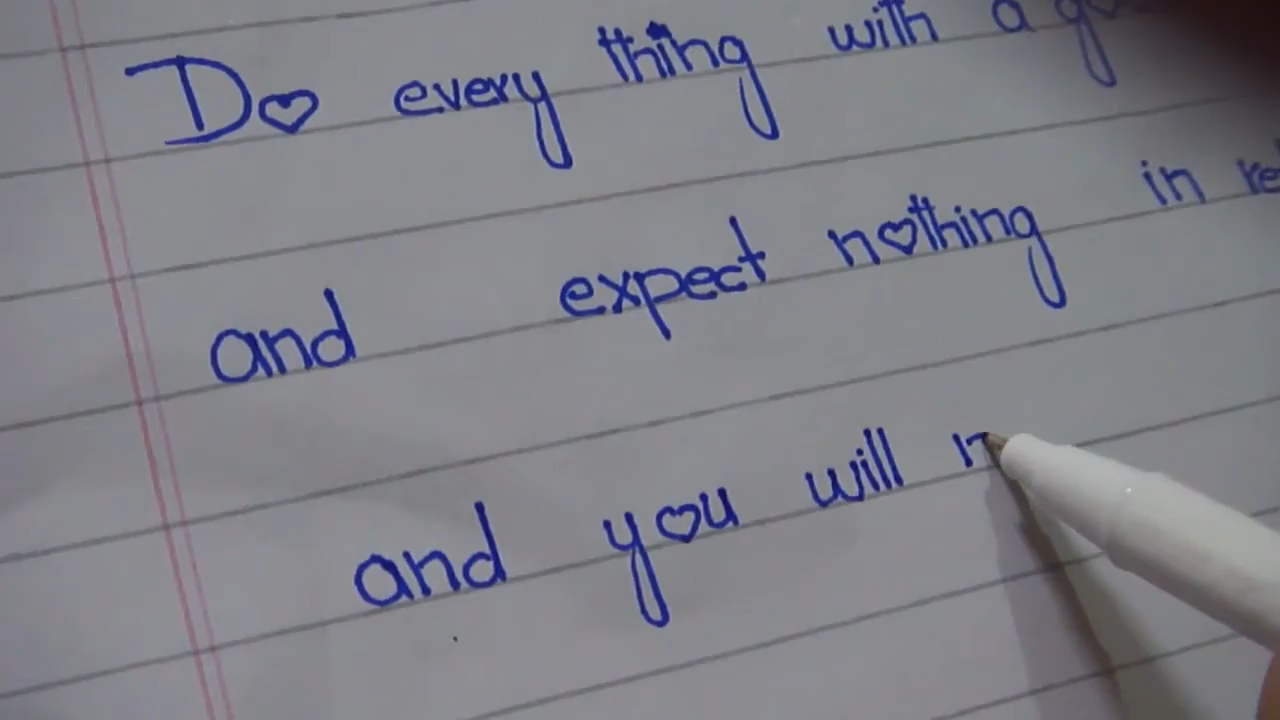 Do every thing with a
and expect nothing in
and you will